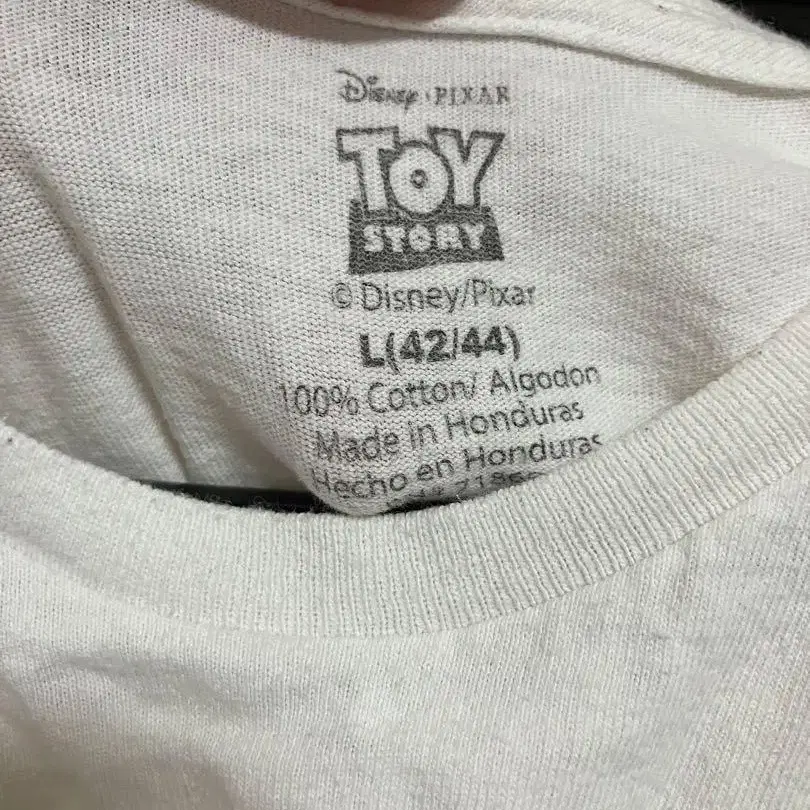 Disney · PIXAR
TOY
STORY
© Disney/Pixar
L(42/44)
100% Cotton/ Algodon
Made in Honduras
Hecho en Honduras